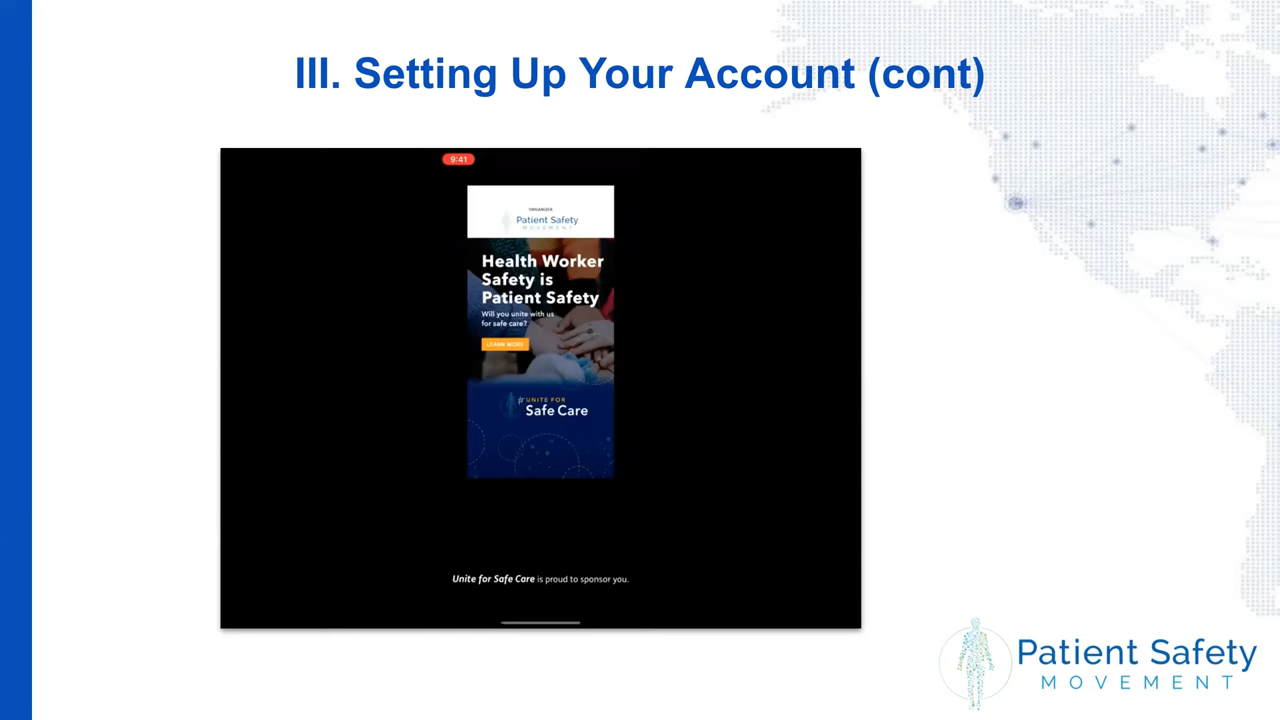 III. Setting Up Your Account (cont)
9:41
ORGANIZER
Patient Safety
MOVEMENT
Health Worker
Safety is
Patient Safety
Will you unite with us
for safe care?
LEARN MORE
# UNITE FOR
Safe Care
Unite for Safe Care is proud to sponsor you.
Patient Safety
MOVEMENT